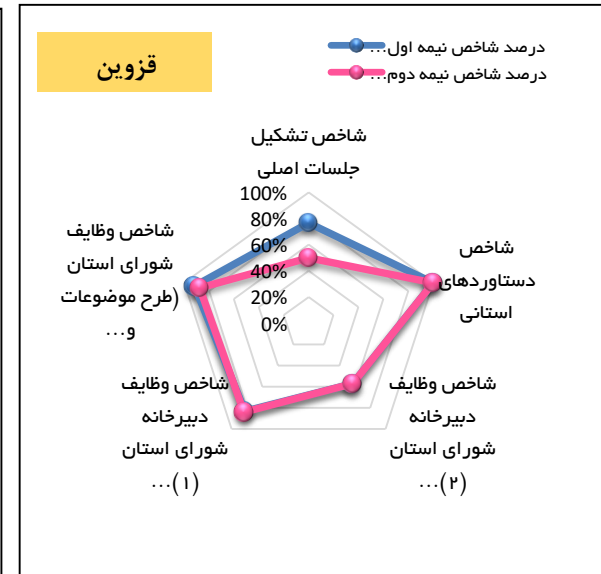 قزوین
درصد شاخص نیمه اول...
درصد شاخص نیمه دوم...
شاخص تشکیل
جلسات اصلی
100%
80%
60%
40%
20%
0%
شاخص
دستاوردهای
استانی
شاخص وظایف
دبیرخانه
شورای استان
(۲)...
شاخص وظایف
دبیرخانه
شورای استان
(۱)...
شاخص وظایف
شورای استان
(طرح موضوعات
و...